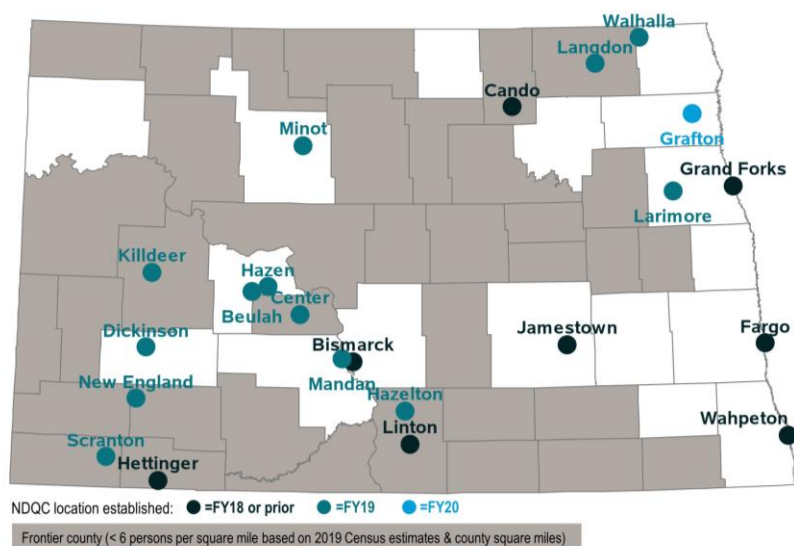 Walhalla
Langdon
Cando
Minot
Grafton
Grand Forks
Larimore
Killdeer
Hazen
Center
Beulah
Dickinson
Bismarck
Jamestown
Fargo
Mandan
New England
Hazelton
Linton
Wahpeton
Scranton
Hettinger
NDQC location established: =FY18 or prior =FY19 =FY20
Frontier county (< 6 persons per square mile based on 2019 Census estimates & county square miles)